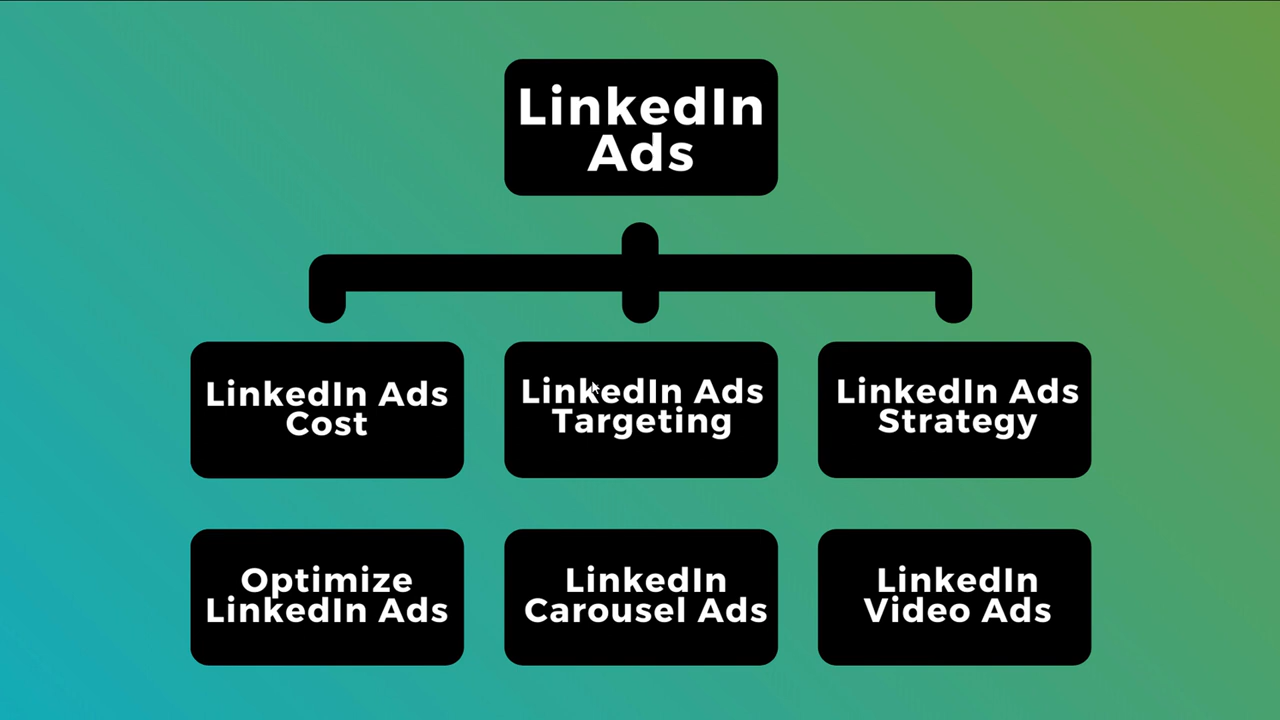 LinkedIn
Ads
LinkedIn Ads
Cost
LinkedIn Ads
Targeting
LinkedIn Ads
Strategy
Optimize
LinkedIn Ads
LinkedIn
Carousel Ads
LinkedIn
Video Ads